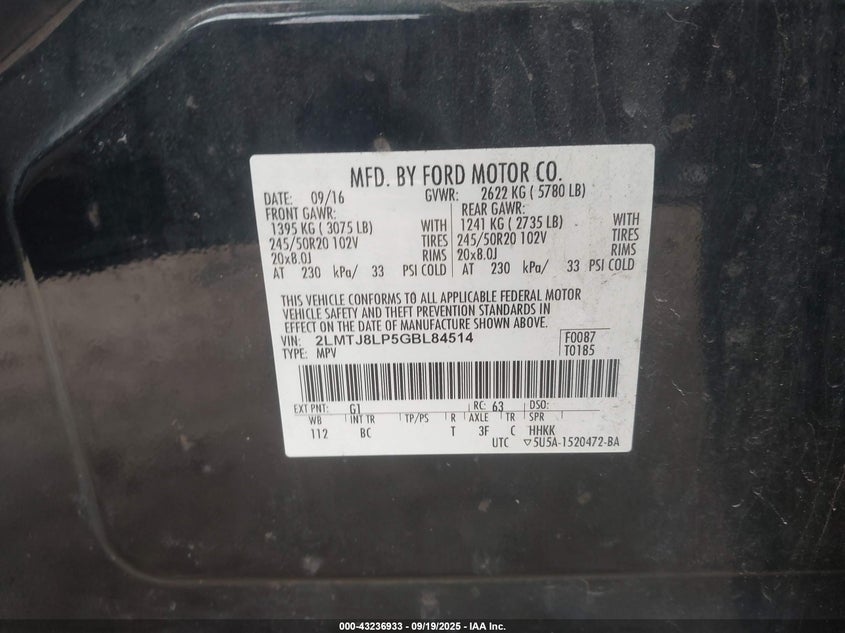 MFD. BY FORD MOTOR CO.
DATE: 09/16 GVWR: 2622 KG ( 5780 LB)
FRONT GAWR: REAR GAWR:
1395 KG ( 3075 LB) WITH 1241 KG ( 2735 LB) WITH
245/50R20 102V TIRES 245/50R20 102V TIRES
20x8.0J RIMS 20x8.0J RIMS
AT 230 kPa/ 33 PSI COLD AT 230 kPa/ 33 PSI COLD
THIS VEHICLE CONFORMS TO ALL APPLICABLE FEDERAL MOTOR
VEHICLE SAFETY AND THEFT PREVENTION STANDARDS IN
EFFECT ON THE DATE OF MANUFACTURE SHOWN ABOVE.
VIN: 2LMTJ8LP5GBL84514 F0087
TYPE: MPV T0185
EXT PNT: G1 RC: 63 DSO:
WB INT TR TP/PS R AXLE TR SPR
112 BC T 3F C HHKK
UTC ▽5U5A-1520472-BA
000-43236933 - 09/19/2025 - IAA Inc.